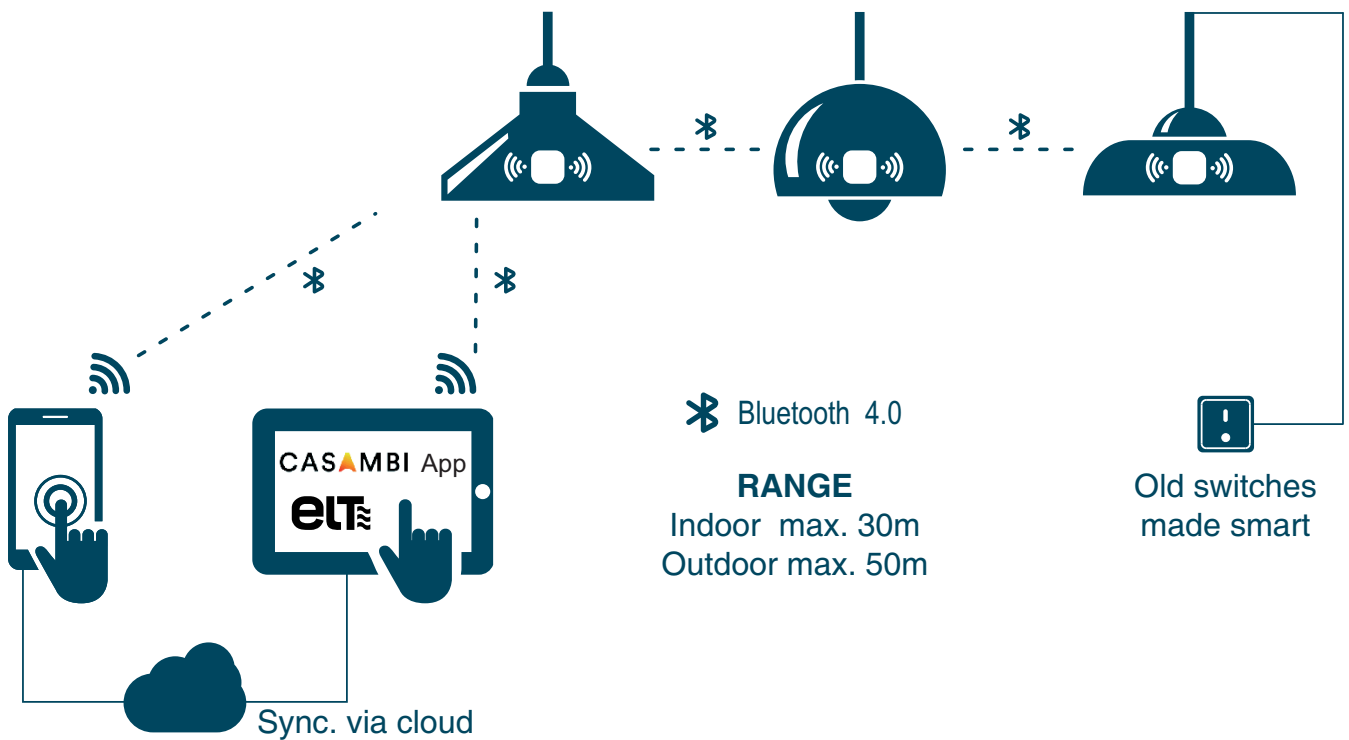 CASAMBI App
eLT
Bluetooth 4.0
RANGE
Indoor max. 30m
Outdoor max. 50m
Old switches
made smart
Sync. via cloud